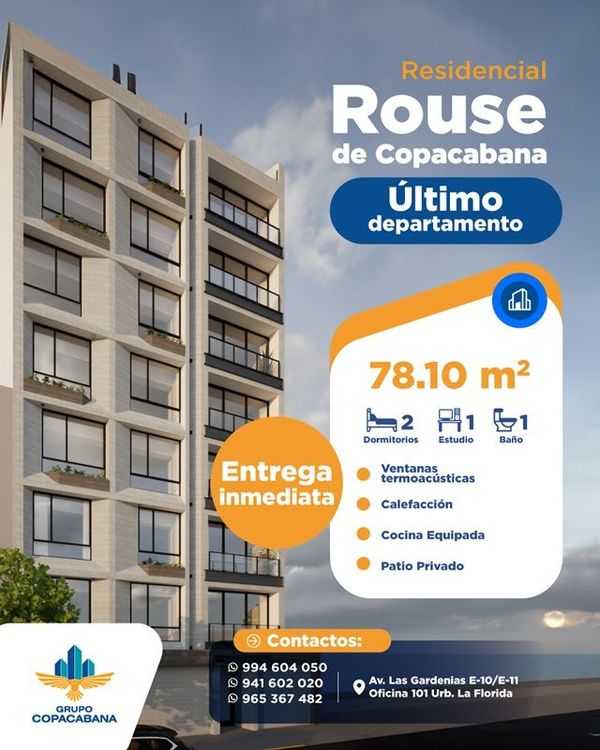 Residencial
Rouse
de Copacabana
Último
departamento
78.10 m²
2
Dormitorios
1
Estudio
1
Baño
Ventanas
termoacústicas
Calefacción
Cocina Equipada
Patio Privado
Entrega
inmediata
Contactos:
994 604 050
941 602 020
965 367 482
Av. Las Gardenias E-10/E-11
Oficina 101 Urb. La Florida
GRUPO
COPACABANA